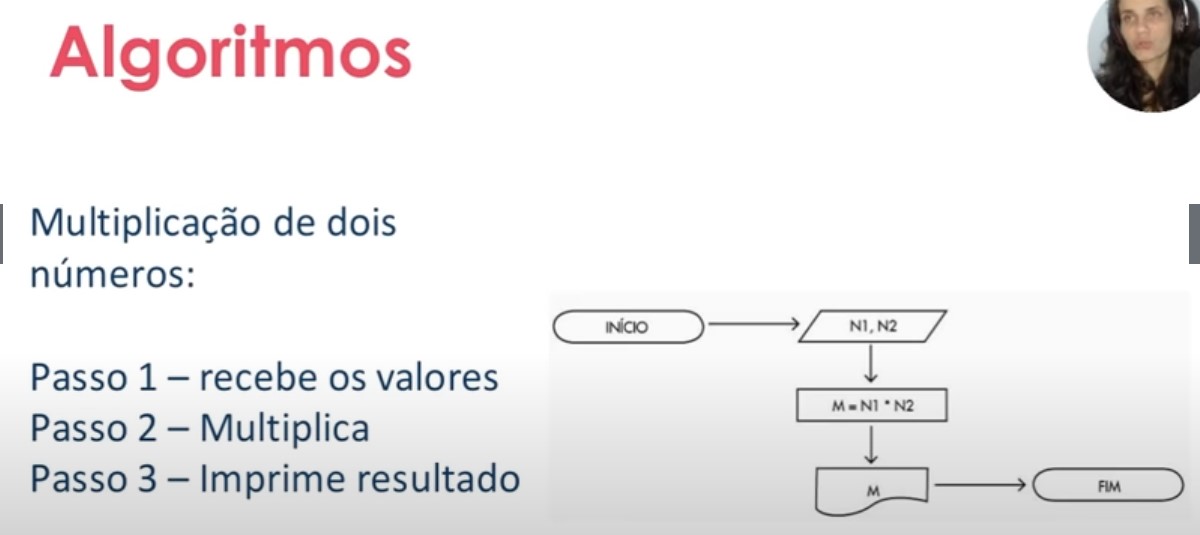 Algoritmos
Multiplicação de dois
números:
Passo 1 – recebe os valores
Passo 2 – Multiplica
Passo 3 – Imprime resultado
INÍCIO
N1, N2
M = N1 * N2
M
FIM